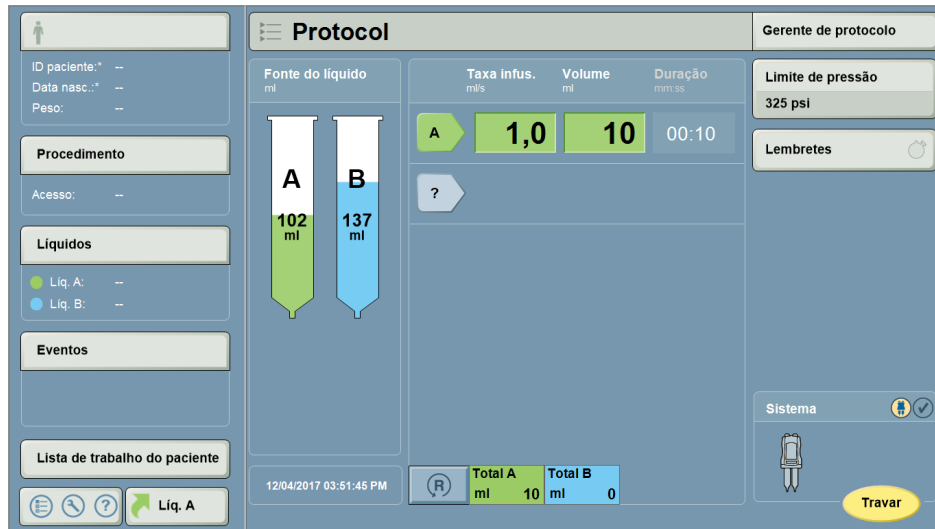 Protocol
Gerente de protocolo
ID paciente:* --
Data nasc.:* --
Peso: --
Procedimento
Acesso: --
Líquidos
Líq. A: --
Líq. B: --
Eventos
Lista de trabalho do paciente
?
Líq. A
Fonte do líquido
ml
A
102
ml
B
137
ml
12/04/2017 03:51:45 PM
Taxa infus. Volume Duração
ml/s ml mm:ss
A 1,0 10 00:10
?
R
Total A
ml 10
Total B
ml 0
Limite de pressão
325 psi
Lembretes
Sistema
Travar